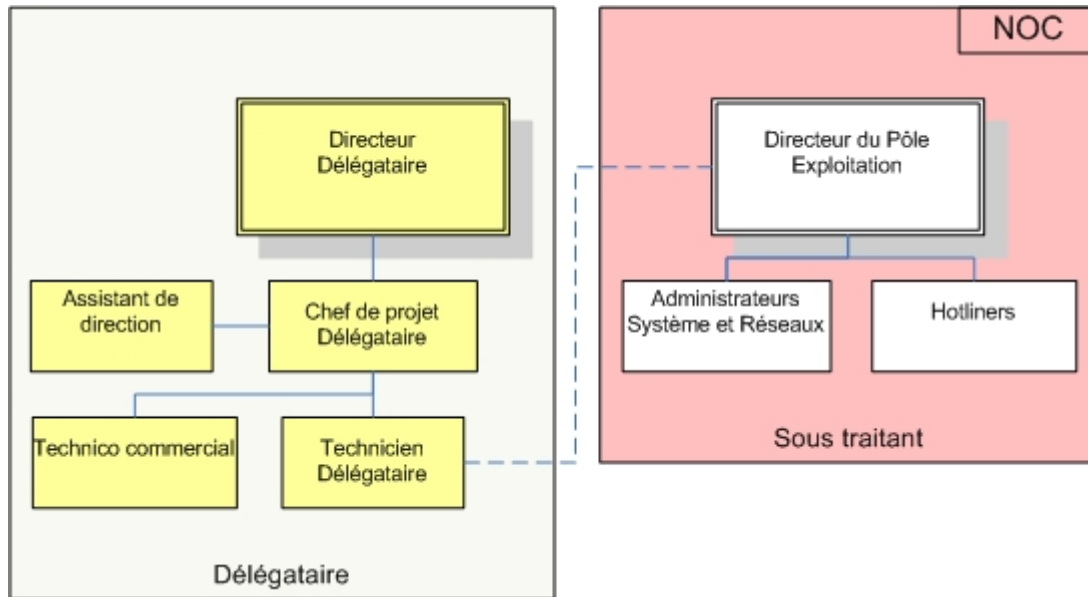 NOC
Directeur
Délégataire
Directeur du Pôle
Exploitation
Assistant de
direction
Chef de projet
Délégataire
Administrateurs
Système et Réseaux
Hotliners
Technico commercial
Technicien
Délégataire
Sous traitant
Délégataire